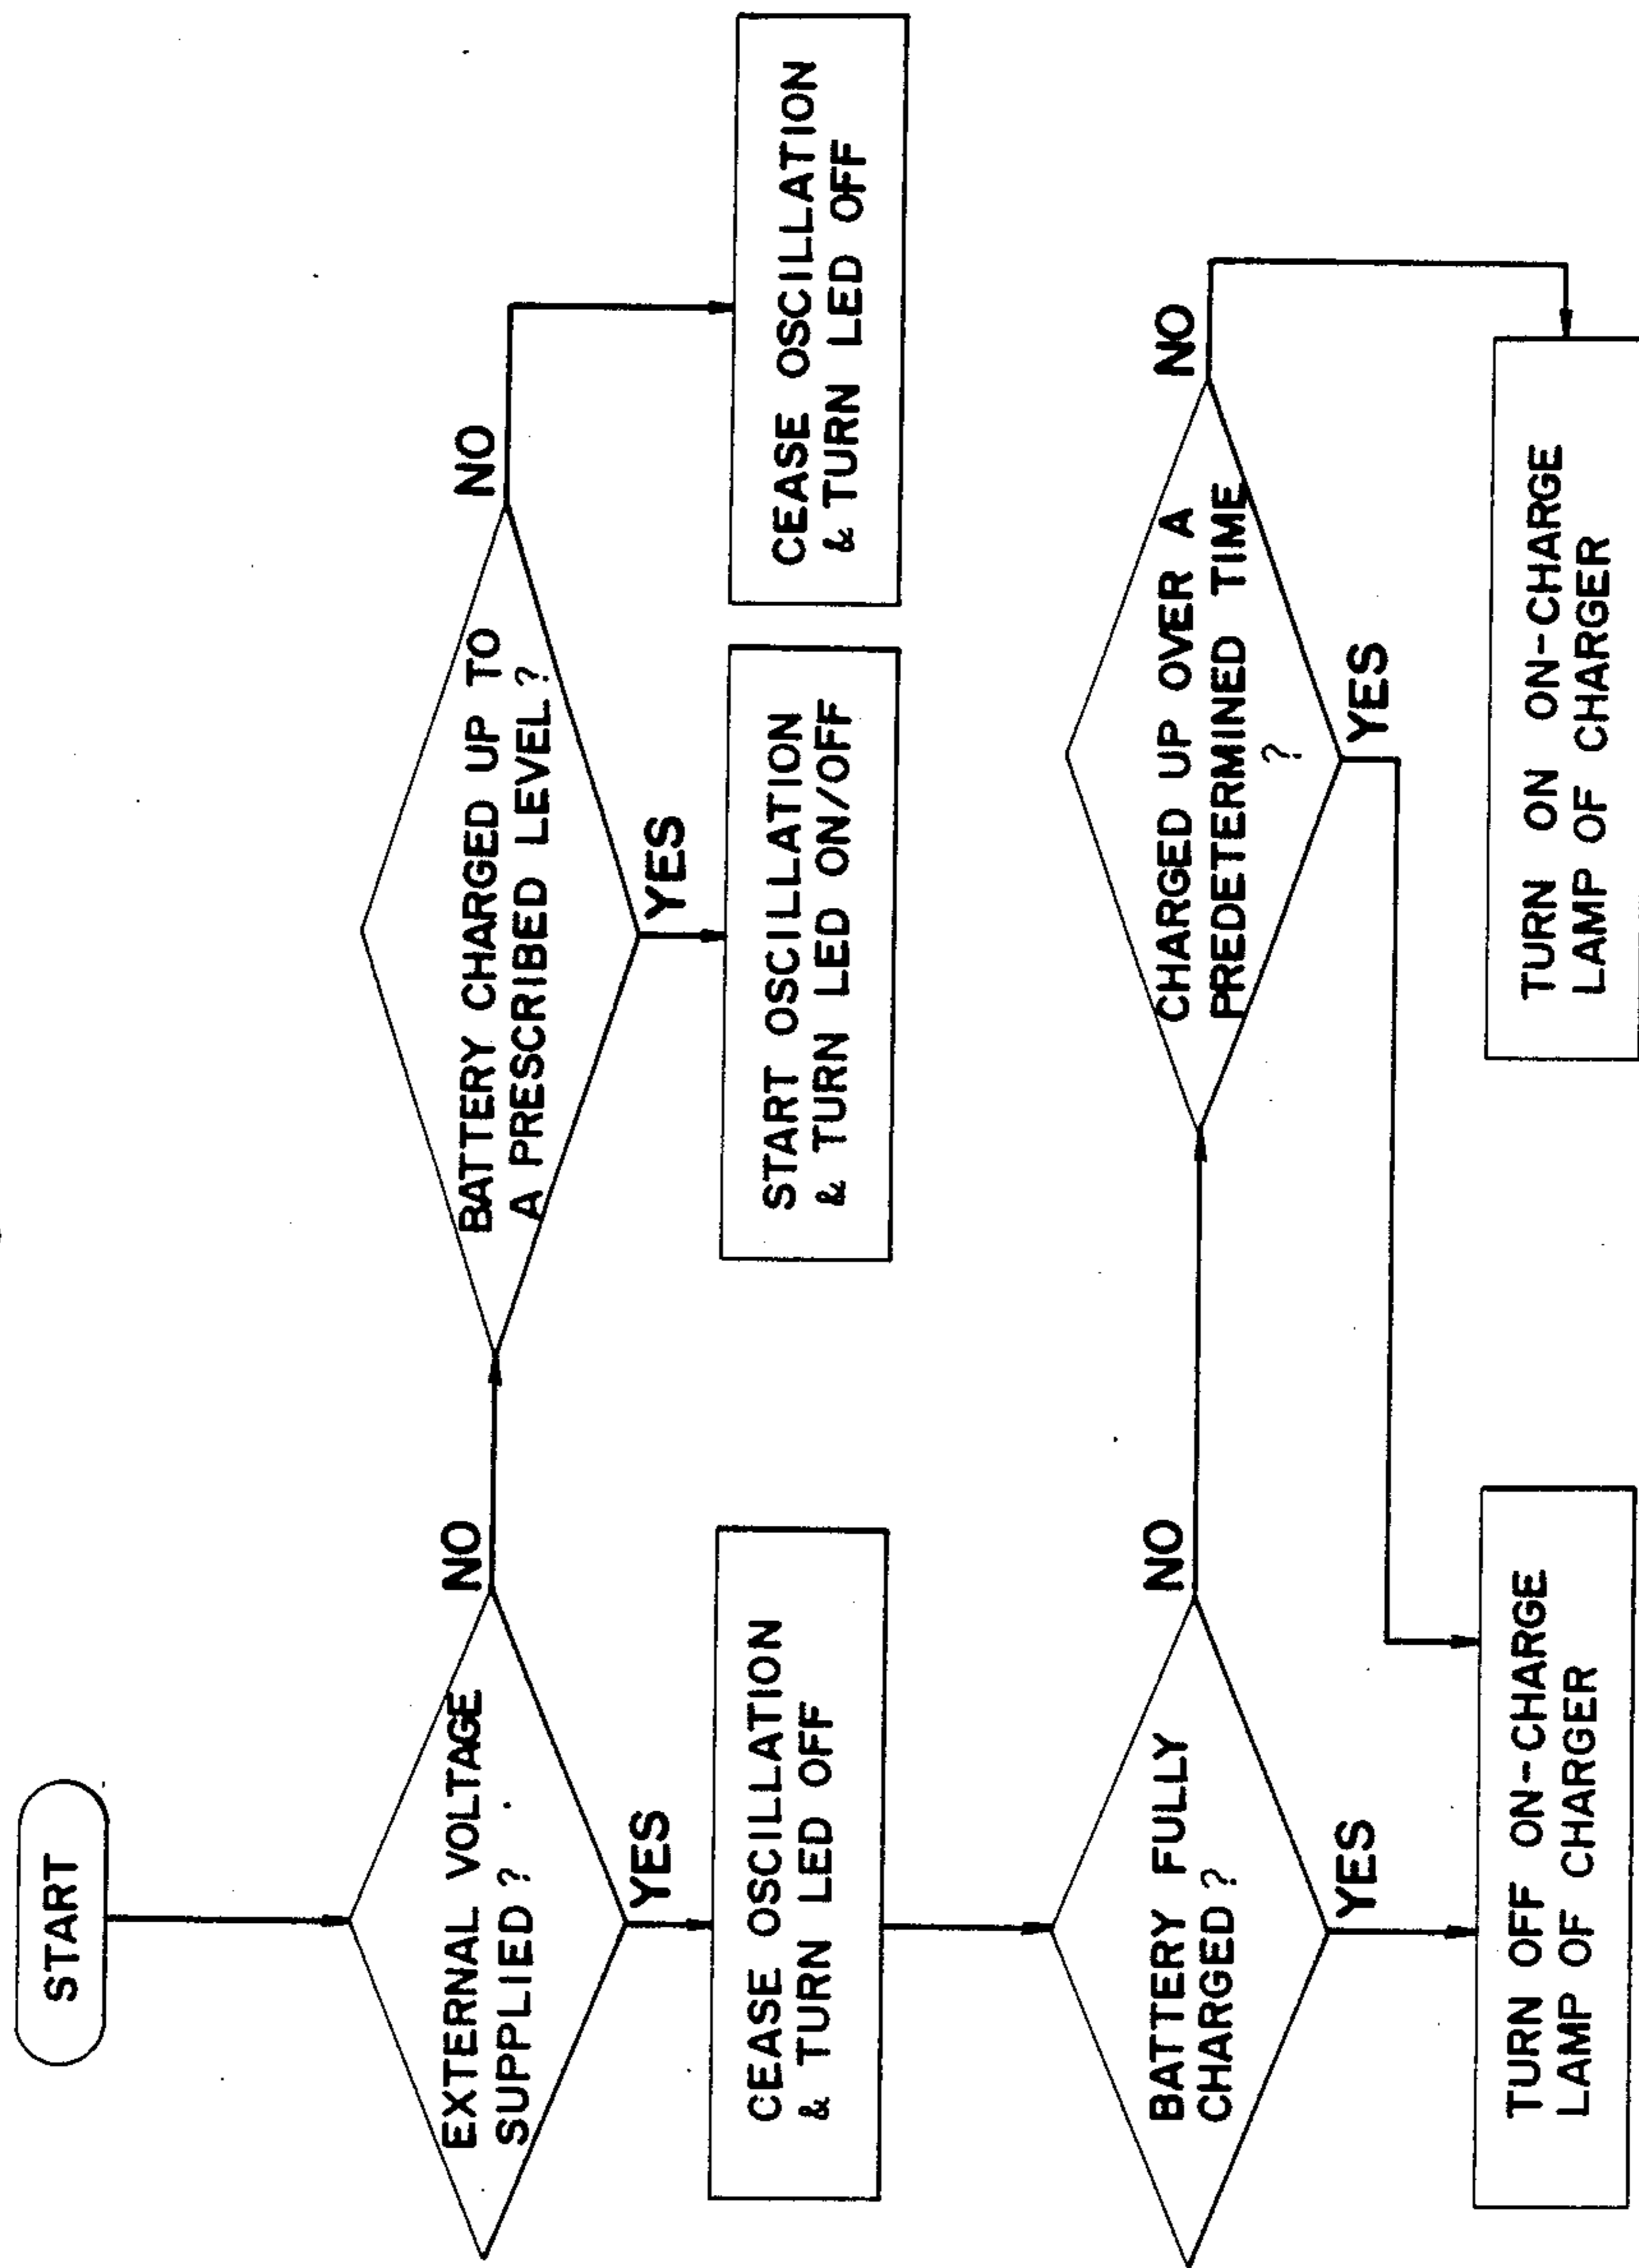 START
EXTERNAL VOLTAGE
SUPPLIED?
NO
YES
BATTERY CHARGED UP TO
A PRESCRIBED LEVEL?
NO
YES
CEASE OSCILLATION
& TURN LED OFF
START OSCILLATION
& TURN LED ON/OFF
CEASE OSCILLATION
& TURN LED OFF
BATTERY FULLY
CHARGED?
NO
YES
CHARGED UP OVER A
PREDETERMINED TIME
?
NO
YES
TURN OFF ON-CHARGE
LAMP OF CHARGER
TURN ON ON-CHARGE
LAMP OF CHARGER